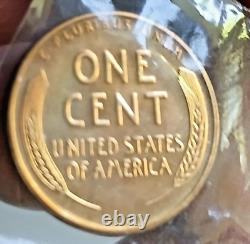 E·PLURIBUS·UNUM
ONE
CENT
UNITED STATES
OF AMERICA